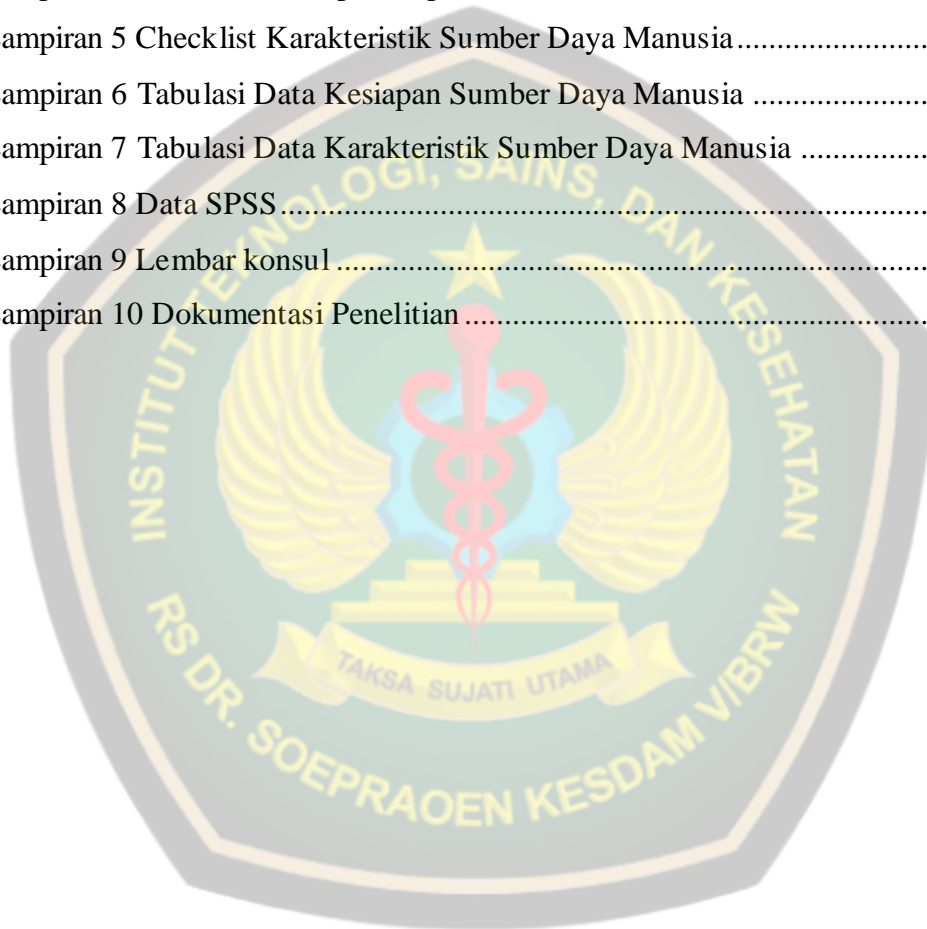 ampiran 5 Checklist Karakteristik Sumber Daya Manusia........................
ampiran 6 Tabulasi Data Kesiapan Sumber Daya Manusia ......................
ampiran 7 Tabulasi Data Karakteristik Sumber Daya Manusia ................
ampiran 8 Data SPSS................................................................................
ampiran 9 Lembar konsul.........................................................................
ampiran 10 Dokumentasi Penelitian.........................................................
INSTITUT TEKNOLOGI, SAINS, DAN KESEHATAN
TAKSA SUJATI UTAMA
RS DR. SOEPRAOEN KESDAM V/BRW